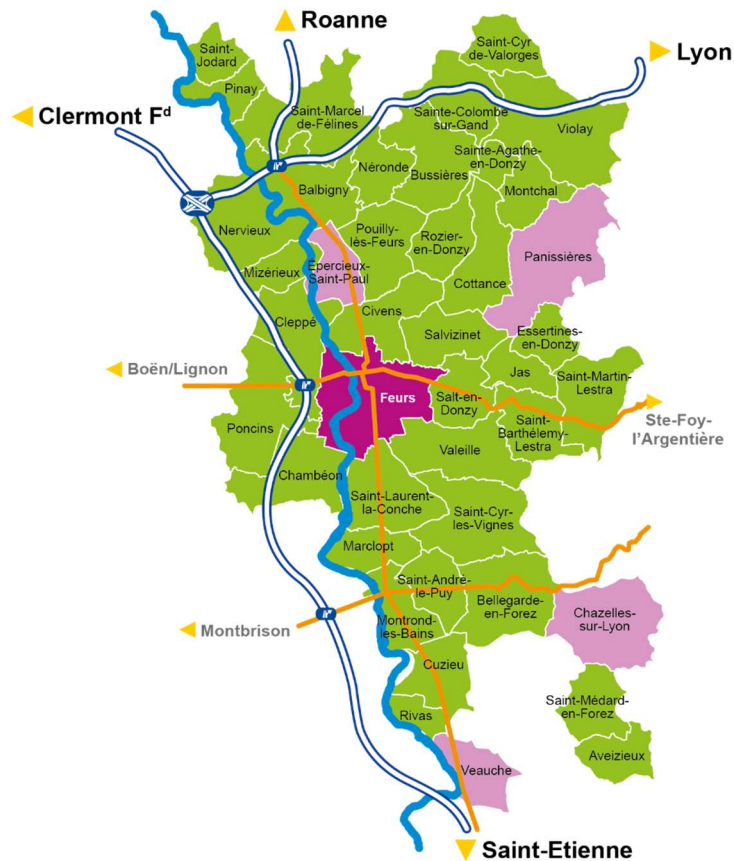 Roanne
Saint-
Jodard
Saint-Cyr
de-Valorges
Lyon
Pinay
Clermont Fᵈ
Saint-Marcel
de-Félines
Sainte-Colombe
sur-Gand
Violay
Néronde
Bussières
Sainte-Agathe-
en-Donzy
Balbigny
Montchal
Nervieux
Pouilly-
lès-Feurs
Rozier-
en-Donzy
Panissières
Mizérieux
Epercieux-
Saint-Paul
Cottance
Civens
Cleppé
Salvizinet
Essertines-
en-Donzy
Boën/Lignon
Jas
Saint-Martin-
Lestra
Feurs
Salt-en-
Donzy
Ste-Foy-
l'Argentière
Poncins
Saint-
Barthélemy-
Lestra
Valeille
Chambéon
Saint-Laurent-
la-Conche
Saint-Cyr-
les-Vignes
Marclopt
Saint-André-
le-Puy
Bellegarde-
en-Forez
Chazelles-
sur-Lyon
Montbrison
Montrond-
les-Bains
Cuzieu
Saint-Médard-
en-Forez
Rivas
Aveizieux
Veauche
Saint-Etienne